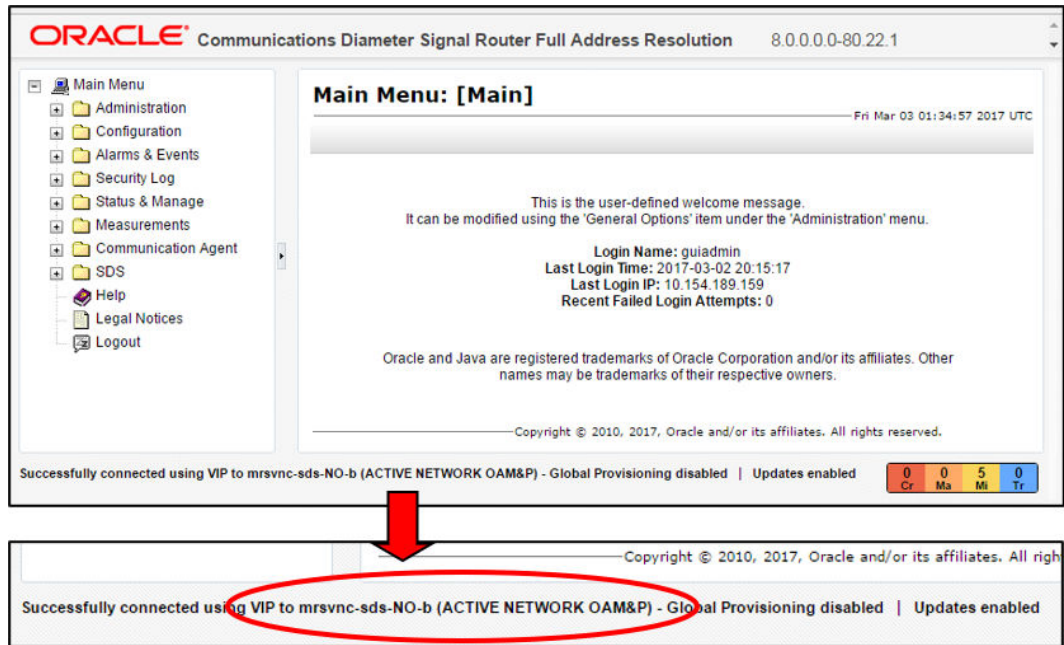 ORACLE® Communications Diameter Signal Router Full Address Resolution 8.0.0.0.0-80.22.1
Main Menu
Administration
Configuration
Alarms & Events
Security Log
Status & Manage
Measurements
Communication Agent
SDS
Help
Legal Notices
Logout
Main Menu: [Main]
Fri Mar 03 01:34:57 2017 UTC
This is the user-defined welcome message.
It can be modified using the 'General Options' item under the 'Administration' menu.
Login Name: guiadmin
Last Login Time: 2017-03-02 20:15:17
Last Login IP: 10.154.189.159
Recent Failed Login Attempts: 0
Oracle and Java are registered trademarks of Oracle Corporation and/or its affiliates. Other
names may be trademarks of their respective owners.
Copyright © 2010, 2017, Oracle and/or its affiliates. All rights reserved.
Successfully connected using VIP to mrsvnc-sds-NO-b (ACTIVE NETWORK OAM&P) - Global Provisioning disabled | Updates enabled
0 0 5 0
Cr Ma Mi Tr
Copyright © 2010, 2017, Oracle and/or its affiliates. All righ
Successfully connected using VIP to mrsvnc-sds-NO-b (ACTIVE NETWORK OAM&P) - Global Provisioning disabled | Updates enabled